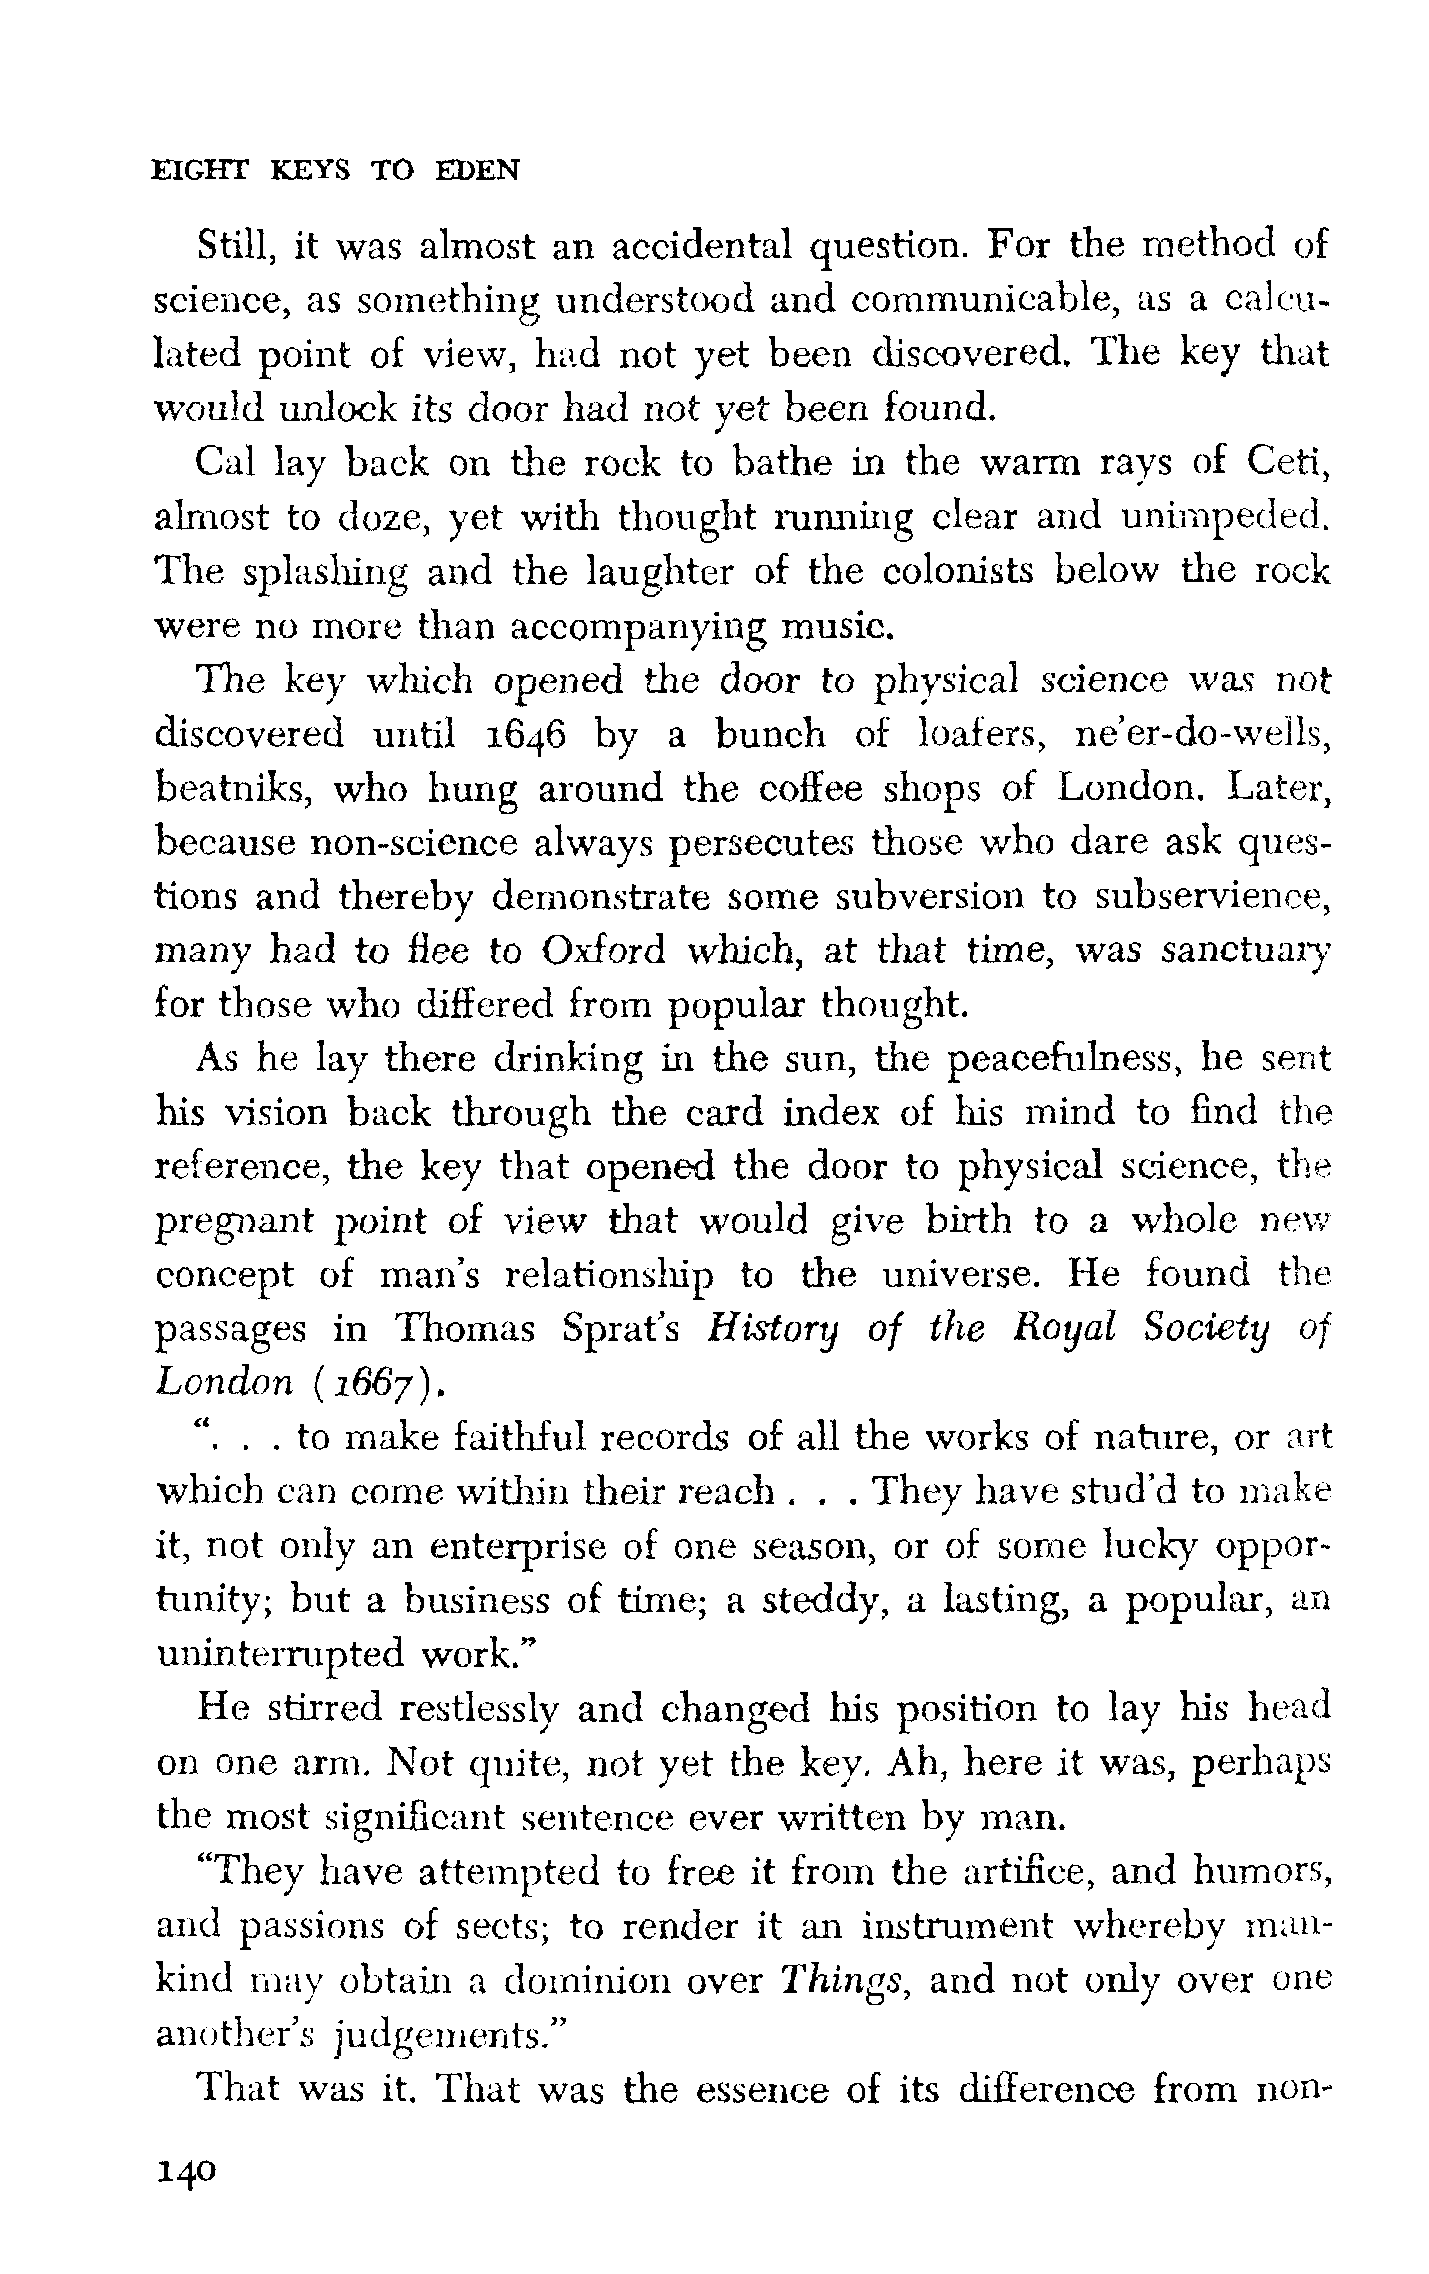 EIGHT KEYS TO EDEN
Still, it was almost an accidental question. For the method of
science, as something understood and communicable, as a calcu-
lated point of view, had not yet been discovered. The key that
would unlock its door had not yet been found.
Cal lay back on the rock to bathe in the warm rays of Ceti,
almost to doze, yet with thought running clear and unimpeded.
The splashing and the laughter of the colonists below the rock
were no more than accompanying music.
The key which opened the door to physical science was not
discovered until 1646 by a bunch of loafers, ne'er-do-wells,
beatniks, who hung around the coffee shops of London. Later,
because non-science always persecutes those who dare ask ques-
tions and thereby demonstrate some subversion to subservience,
many had to flee to Oxford which, at that time, was sanctuary
for those who differed from popular thought.
As he lay there drinking in the sun, the peacefulness, he sent
his vision back through the card index of his mind to find the
reference, the key that opened the door to physical science, the
pregnant point of view that would give birth to a whole new
concept of man's relationship to the universe. He found the
passages in Thomas Sprat's History of the Royal Society of
London (1667).
". . . to make faithful records of all the works of nature, or art
which can come within their reach . . . They have stud'd to make
it, not only an enterprise of one season, or of some lucky oppor-
tunity; but a business of time; a steddy, a lasting, a popular, an
uninterrupted work."
He stirred restlessly and changed his position to lay his head
on one arm. Not quite, not yet the key. Ah, here it was, perhaps
the most significant sentence ever written by man.
"They have attempted to free it from the artifice, and humors,
and passions of sects; to render it an instrument whereby man-
kind may obtain a dominion over Things, and not only over one
another's judgements."
That was it. That was the essence of its difference from non-
140